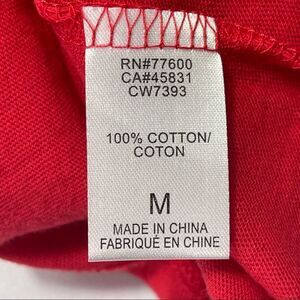 RN#77600
CA#45831
CW7393
100% COTTON/
COTON
M
MADE IN CHINA
FABRIQUÉ EN CHINE